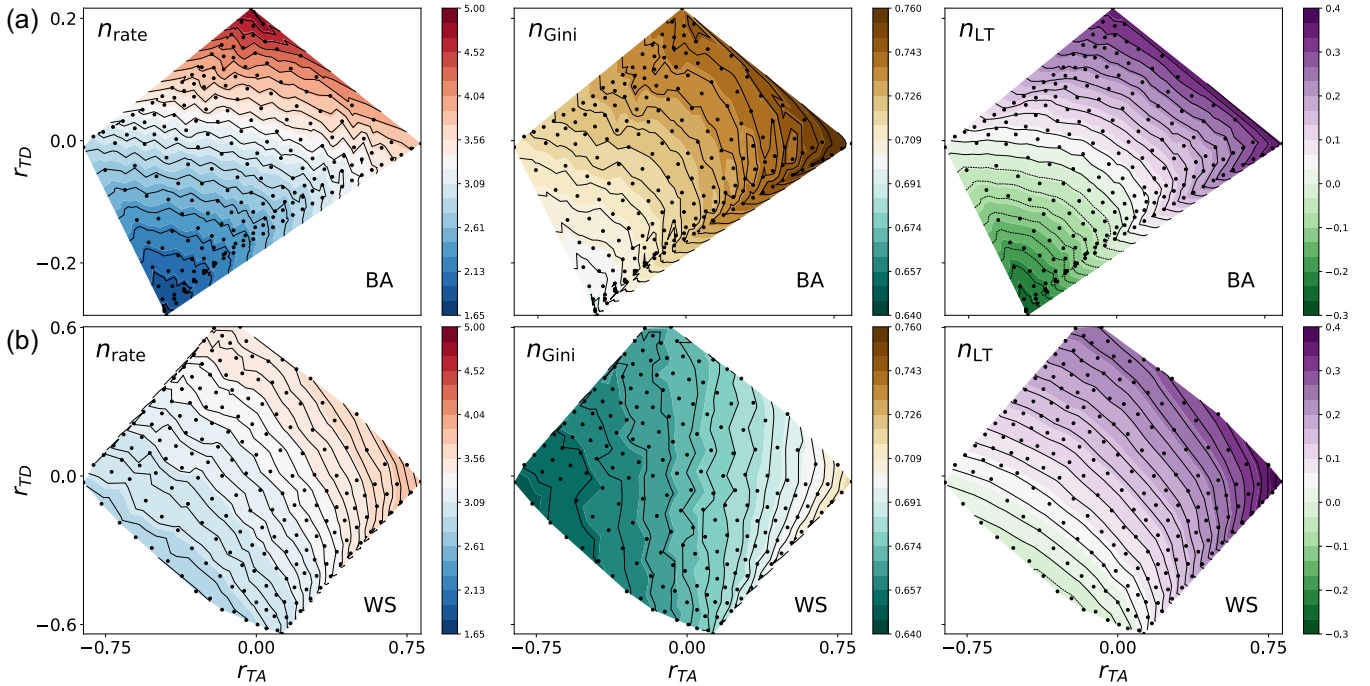 (a)
n_rate
n_Gini
n_LT
BA
BA
BA
r_TD
0.2
0.0
−0.2
5.00
4.52
4.04
3.56
3.09
2.61
2.13
1.65
0.760
0.743
0.726
0.709
0.691
0.674
0.657
0.640
0.4
0.3
0.2
0.1
0.0
−0.1
−0.2
−0.3
(b)
n_rate
n_Gini
n_LT
WS
WS
WS
r_TD
0.6
0.0
−0.6
5.00
4.52
4.04
3.56
3.09
2.61
2.13
1.65
0.760
0.743
0.726
0.709
0.691
0.674
0.657
0.640
0.4
0.3
0.2
0.1
0.0
−0.1
−0.2
−0.3
−0.75 0.00 0.75
−0.75 0.00 0.75
−0.75 0.00 0.75
r_TA
r_TA
r_TA